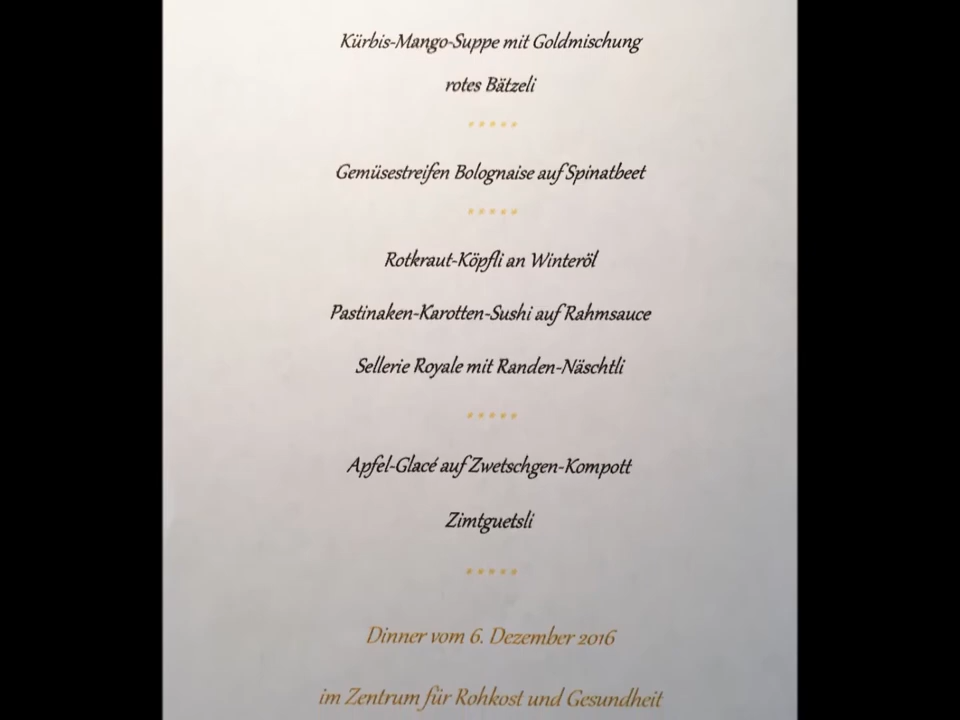 Kürbis-Mango-Suppe mit Goldmischung
rotes Bätzeli
*****
Gemüsestreifen Bolognaise auf Spinatbeet
*****
Rotkraut-Köpfli an Winteröl
Pastinaken-Karotten-Sushi auf Rahmsauce
Sellerie Royale mit Randen-Näschtli
*****
Apfel-Glacé auf Zwetschgen-Kompott
Zimtguetsli
*****
Dinner vom 6. Dezember 2016
im Zentrum für Rohkost und Gesundheit